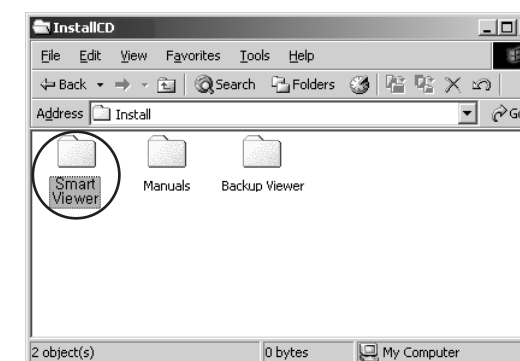 InstallCD
File Edit View Favorites Tools Help
Back Search Folders
Address Install Go
Smart Viewer Manuals Backup Viewer
2 object(s) 0 bytes My Computer